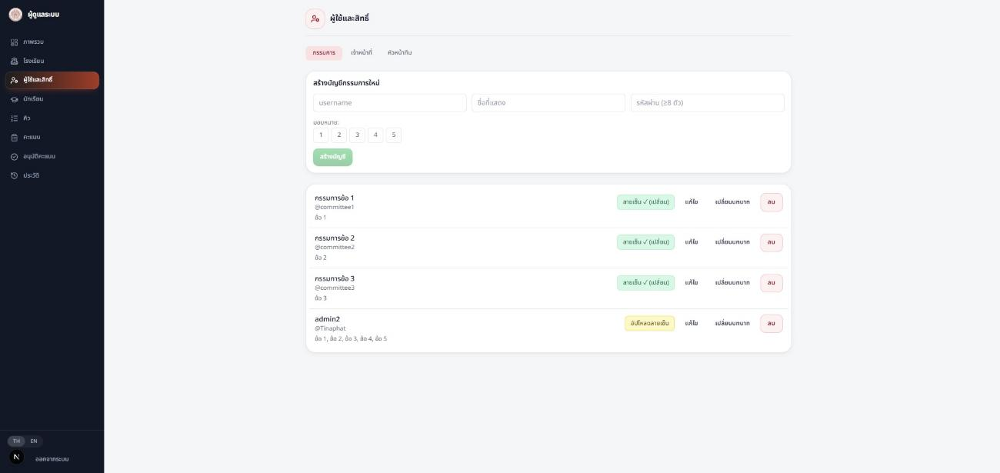 ผู้ดูแลระบบ
ภาพรวม
โรงเรียน
ผู้ใช้และสิทธิ์
นักเรียน
คิว
คะแนน
อนุมัติคะแนน
ประวัติ
TH EN
N
ออกจากระบบ
ผู้ใช้และสิทธิ์
กรรมการ เจ้าหน้าที่ หัวหน้าทีม
สร้างบัญชีกรรมการใหม่
username ชื่อที่แสดง รหัสผ่าน (≥8 ตัว)
มอบหมาย:
1 2 3 4 5
สร้างบัญชี
กรรมการข้อ 1
@committee1
ข้อ 1
ลายเซ็น ✓ (เปลี่ยน) แก้ไข เปลี่ยนบทบาท ลบ
กรรมการข้อ 2
@committee2
ข้อ 2
ลายเซ็น ✓ (เปลี่ยน) แก้ไข เปลี่ยนบทบาท ลบ
กรรมการข้อ 3
@committee3
ข้อ 3
ลายเซ็น ✓ (เปลี่ยน) แก้ไข เปลี่ยนบทบาท ลบ
admin2
@Tinaphat
ข้อ 1, ข้อ 2, ข้อ 3, ข้อ 4, ข้อ 5
อัปโหลดลายเซ็น แก้ไข เปลี่ยนบทบาท ลบ